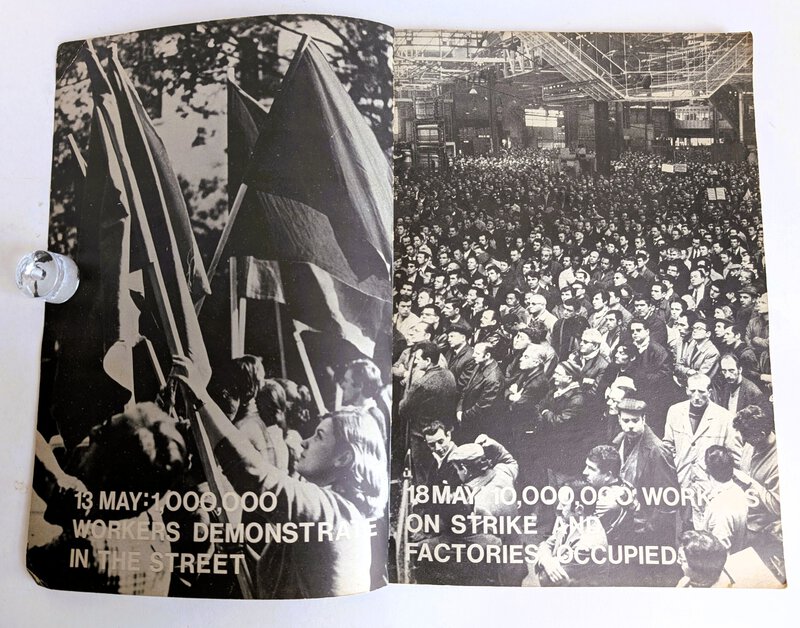 13 MAY: 1,000,000
WORKERS DEMONSTRATE
IN THE STREET
18 MAY: 10,000,000 WORKERS
ON STRIKE AND
FACTORIES OCCUPIED